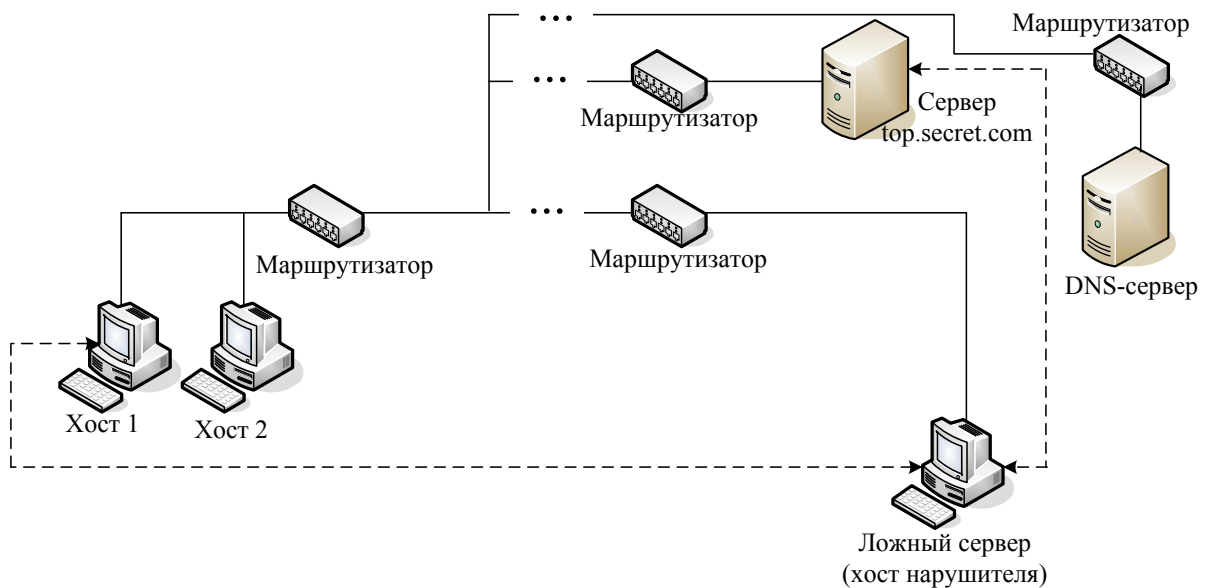 Маршрутизатор
Маршрутизатор
Сервер
top.secret.com
Маршрутизатор
Маршрутизатор
DNS-сервер
Хост 1
Хост 2
Ложный сервер
(хост нарушителя)